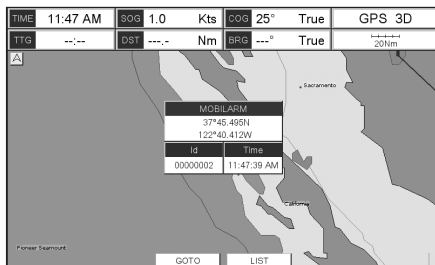 TIME 11:47 AM SOG 1.0 Kts COG 25° True GPS 3D
TTG --:-- DST ---.- Nm BRG ---° True 20Nm
A
Sacramento
MOBILARM
37°45.495N
122°40.412W
Id Time
00000002 11:47:39 AM
California
Pioneer Seamount
GOTO LIST